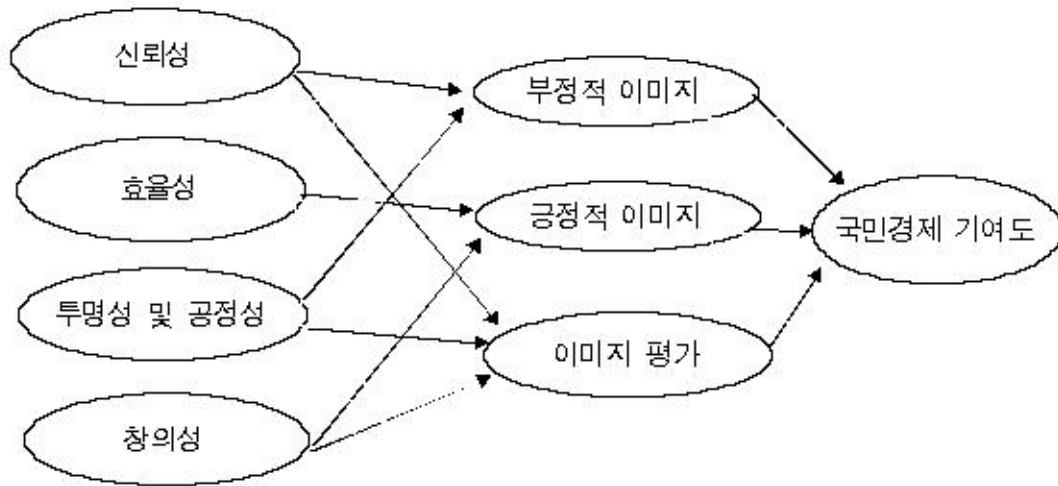 신뢰성
부정적 이미지
효율성
긍정적 이미지
국민경제 기여도
투명성 및 공정성
이미지 평가
창의성